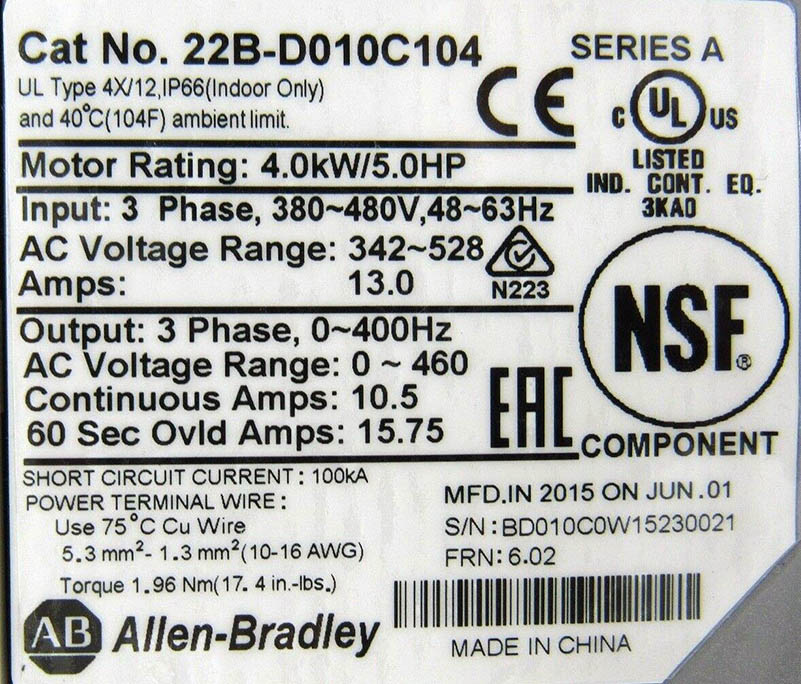 Cat No. 22B-D010C104
SERIES A
UL Type 4X/12,IP66(Indoor Only)
and 40°C(104F) ambient limit.
CE
C UL US
LISTED
IND. CONT. EQ.
3KA0
Motor Rating: 4.0kW/5.0HP
Input: 3 Phase, 380~480V,48~63Hz
AC Voltage Range: 342~528
Amps: 13.0
N223
NSF®
COMPONENT
Output: 3 Phase, 0~400Hz
AC Voltage Range: 0 ~ 460
Continuous Amps: 10.5
60 Sec Ovld Amps: 15.75
EAC
SHORT CIRCUIT CURRENT: 100kA
POWER TERMINAL WIRE:
Use 75°C Cu Wire
5.3 mm²- 1.3 mm²(10-16 AWG)
Torque 1.96 Nm(17. 4 in.-lbs.)
MFD.IN 2015 ON JUN .01
S/N: BD010C0W15230021
FRN: 6.02
AB Allen-Bradley
MADE IN CHINA